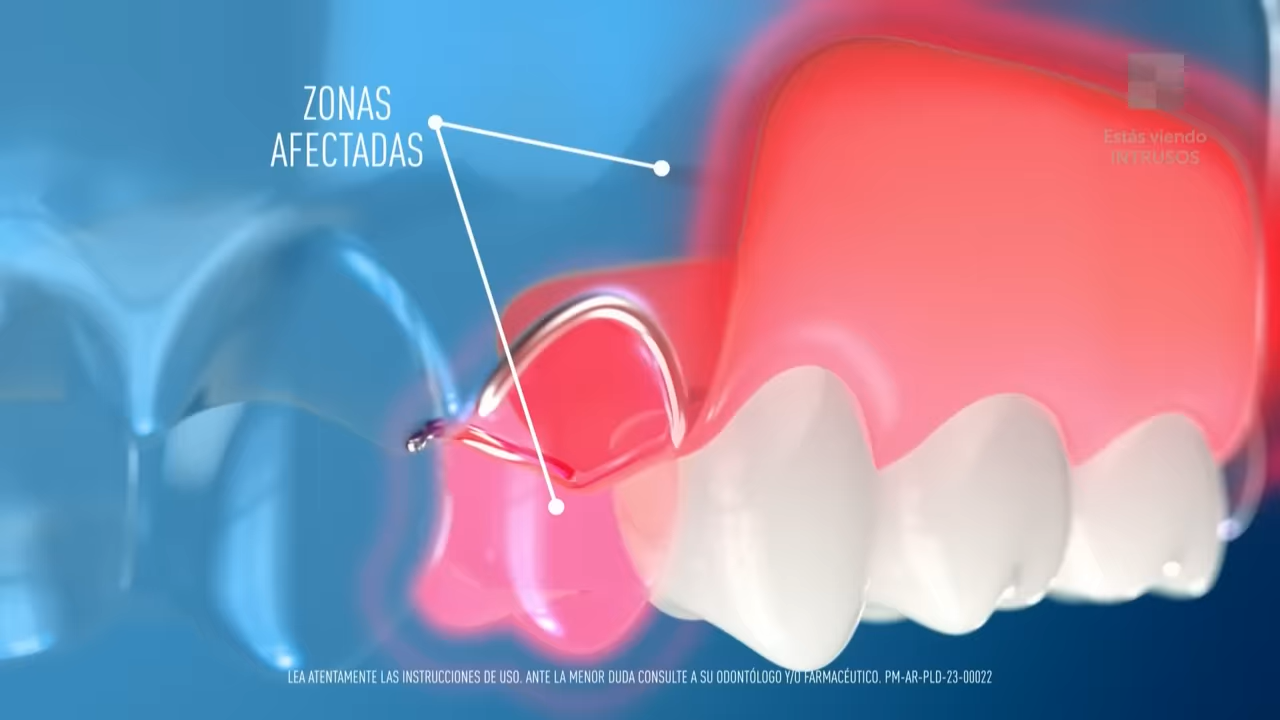 ZONAS
AFECTADAS
Estás viendo
INTRUSOS
LEA ATENTAMENTE LAS INSTRUCCIONES DE USO. ANTE LA MENOR DUDA CONSULTE A SU ODONTÓLOGO Y/O FARMACÉUTICO. PM-AR-PLD-23-00022